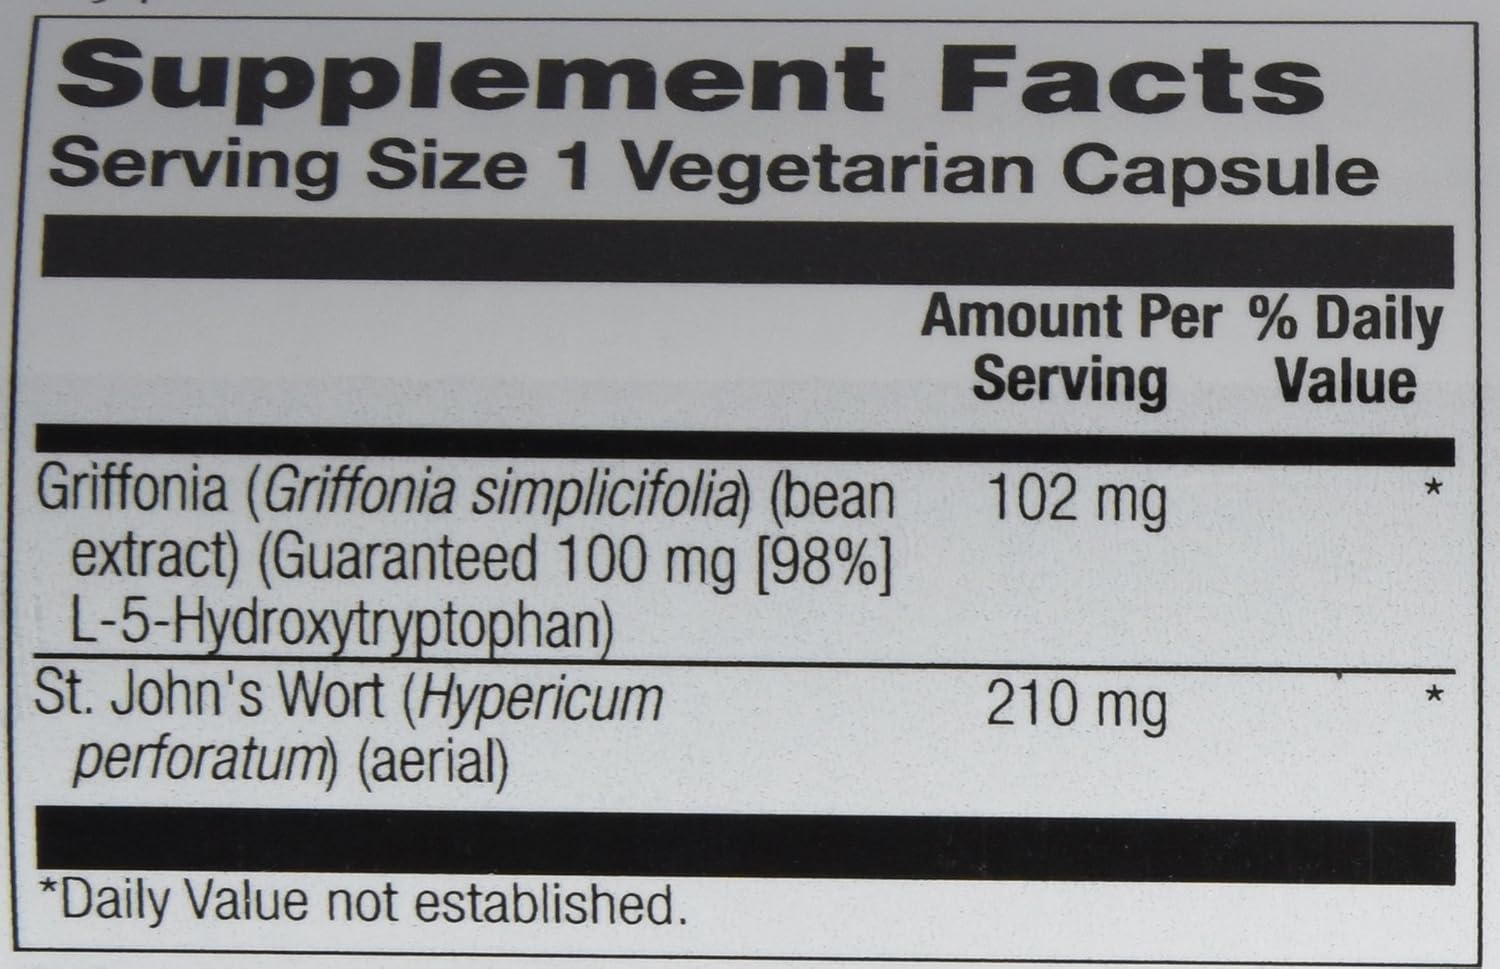 Supplement Facts
Serving Size 1 Vegetarian Capsule
Amount Per % Daily
Serving Value
Griffonia (Griffonia simplicifolia) (bean 102 mg *
extract) (Guaranteed 100 mg [98%]
L-5-Hydroxytryptophan)
St. John's Wort (Hypericum 210 mg *
perforatum) (aerial)
*Daily Value not established.